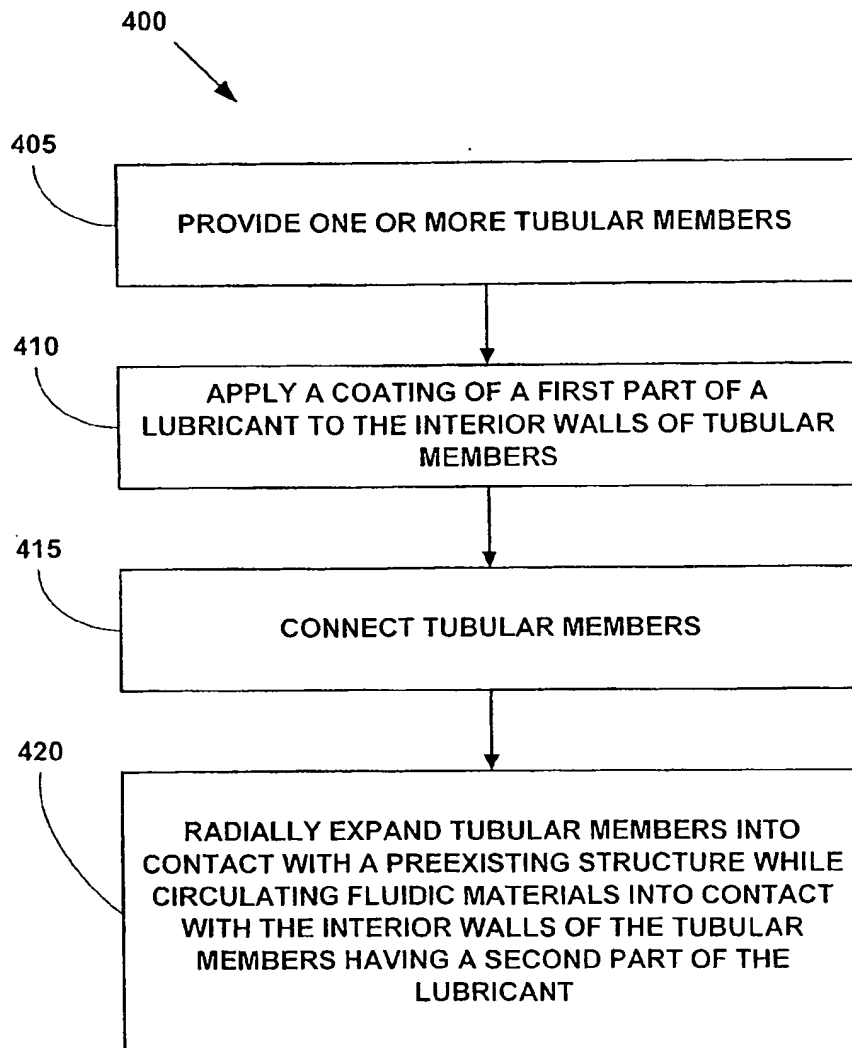 400
405
PROVIDE ONE OR MORE TUBULAR MEMBERS
410
APPLY A COATING OF A FIRST PART OF A
LUBRICANT TO THE INTERIOR WALLS OF TUBULAR
MEMBERS
415
CONNECT TUBULAR MEMBERS
420
RADIALLY EXPAND TUBULAR MEMBERS INTO
CONTACT WITH A PREEXISTING STRUCTURE WHILE
CIRCULATING FLUIDIC MATERIALS INTO CONTACT
WITH THE INTERIOR WALLS OF THE TUBULAR
MEMBERS HAVING A SECOND PART OF THE
LUBRICANT